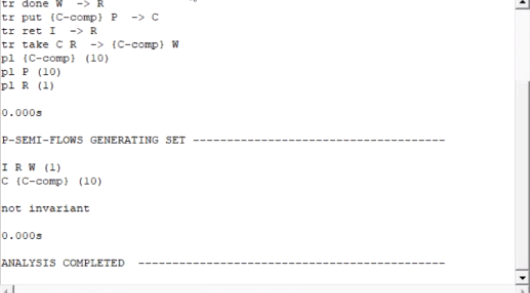 tr done W -> R
tr put {C-comp} P -> C
tr ret I -> R
tr take C R -> {C-comp} W
pl {C-comp} (10)
pl P (10)
pl R (1)
0.000s
P-SEMI-FLOWS GENERATING SET -------------------------------------
I R W (1)
C {C-comp} (10)
not invariant
0.000s
ANALYSIS COMPLETED ---------------------------------------------